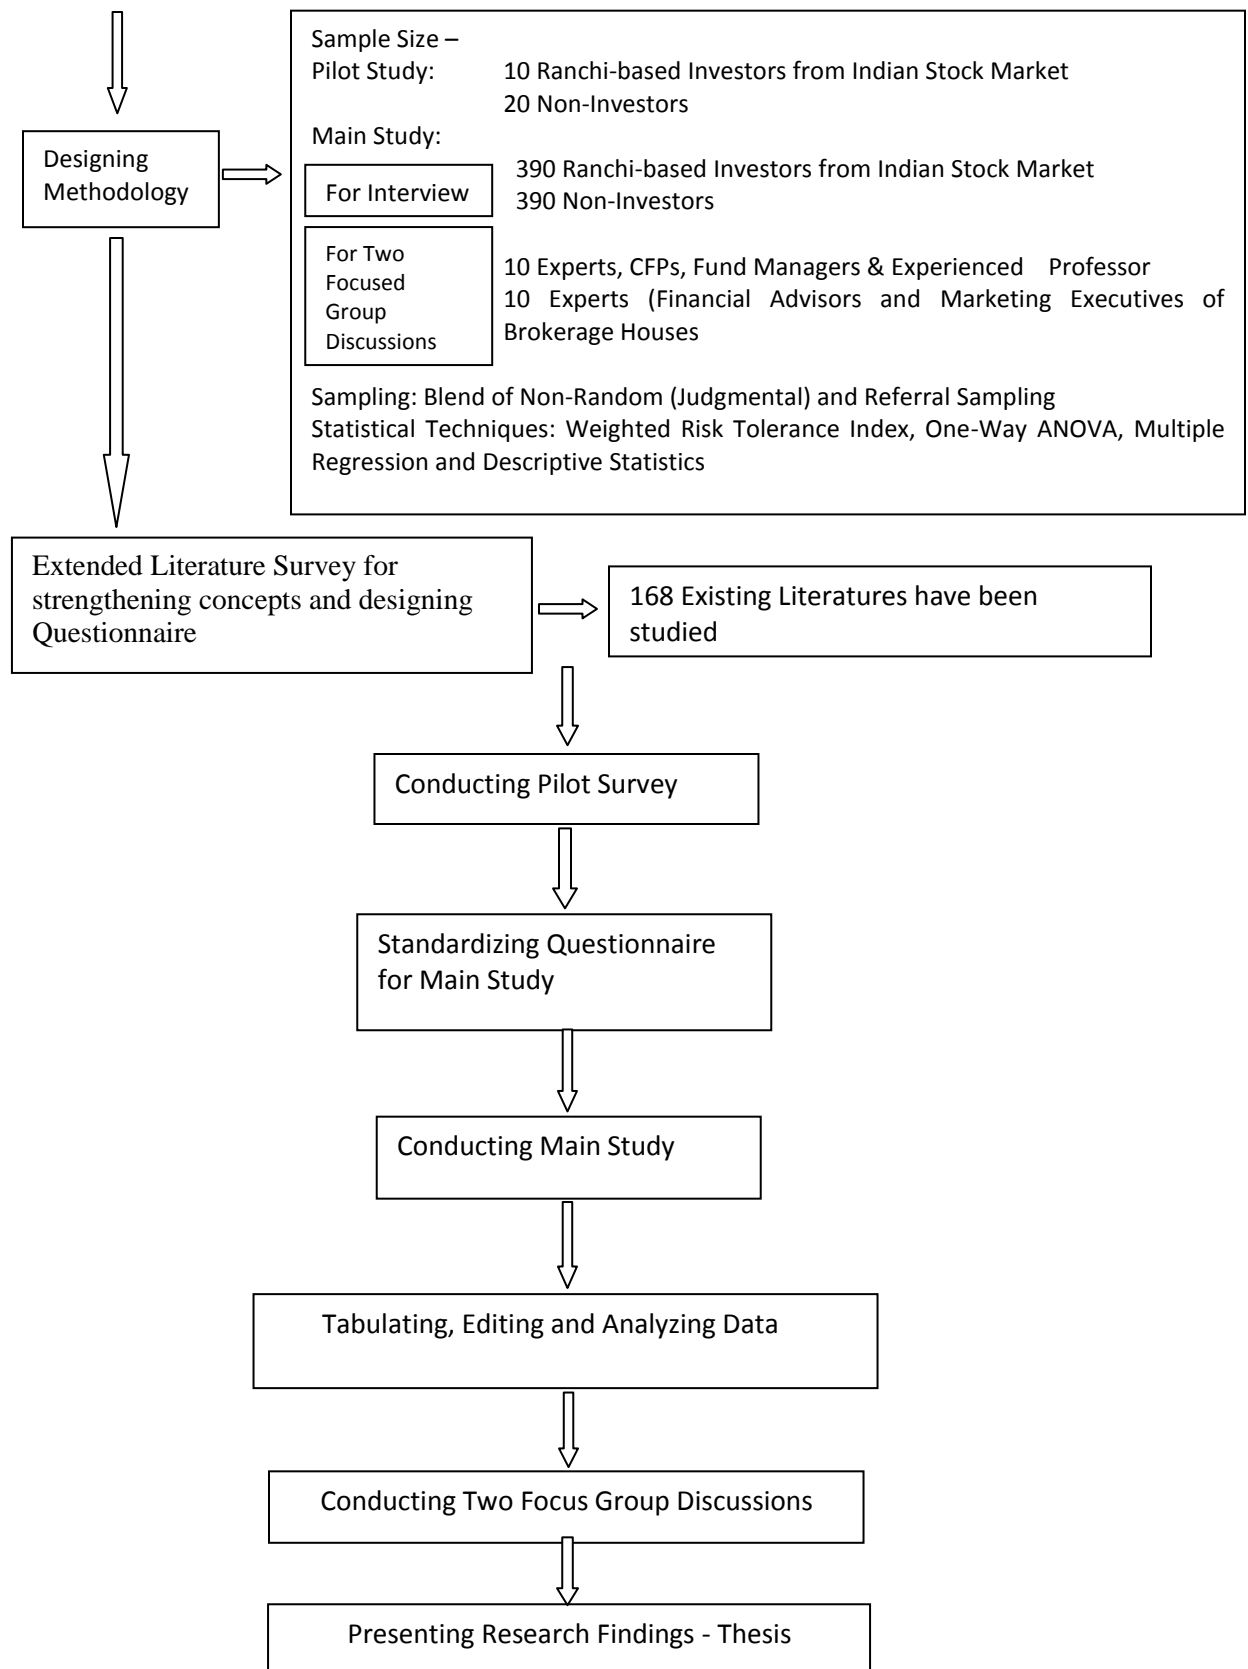 Sample Size –
Pilot Study: 10 Ranchi-based Investors from Indian Stock Market
20 Non-Investors
Main Study:
Designing
Methodology
For Interview
390 Ranchi-based Investors from Indian Stock Market
390 Non-Investors
For Two
Focused
Group
Discussions
10 Experts, CFPs, Fund Managers & Experienced Professor
10 Experts (Financial Advisors and Marketing Executives of
Brokerage Houses
Sampling: Blend of Non-Random (Judgmental) and Referral Sampling
Statistical Techniques: Weighted Risk Tolerance Index, One-Way ANOVA, Multiple
Regression and Descriptive Statistics
Extended Literature Survey for
strengthening concepts and designing
Questionnaire
168 Existing Literatures have been
studied
Conducting Pilot Survey
Standardizing Questionnaire
for Main Study
Conducting Main Study
Tabulating, Editing and Analyzing Data
Conducting Two Focus Group Discussions
Presenting Research Findings - Thesis